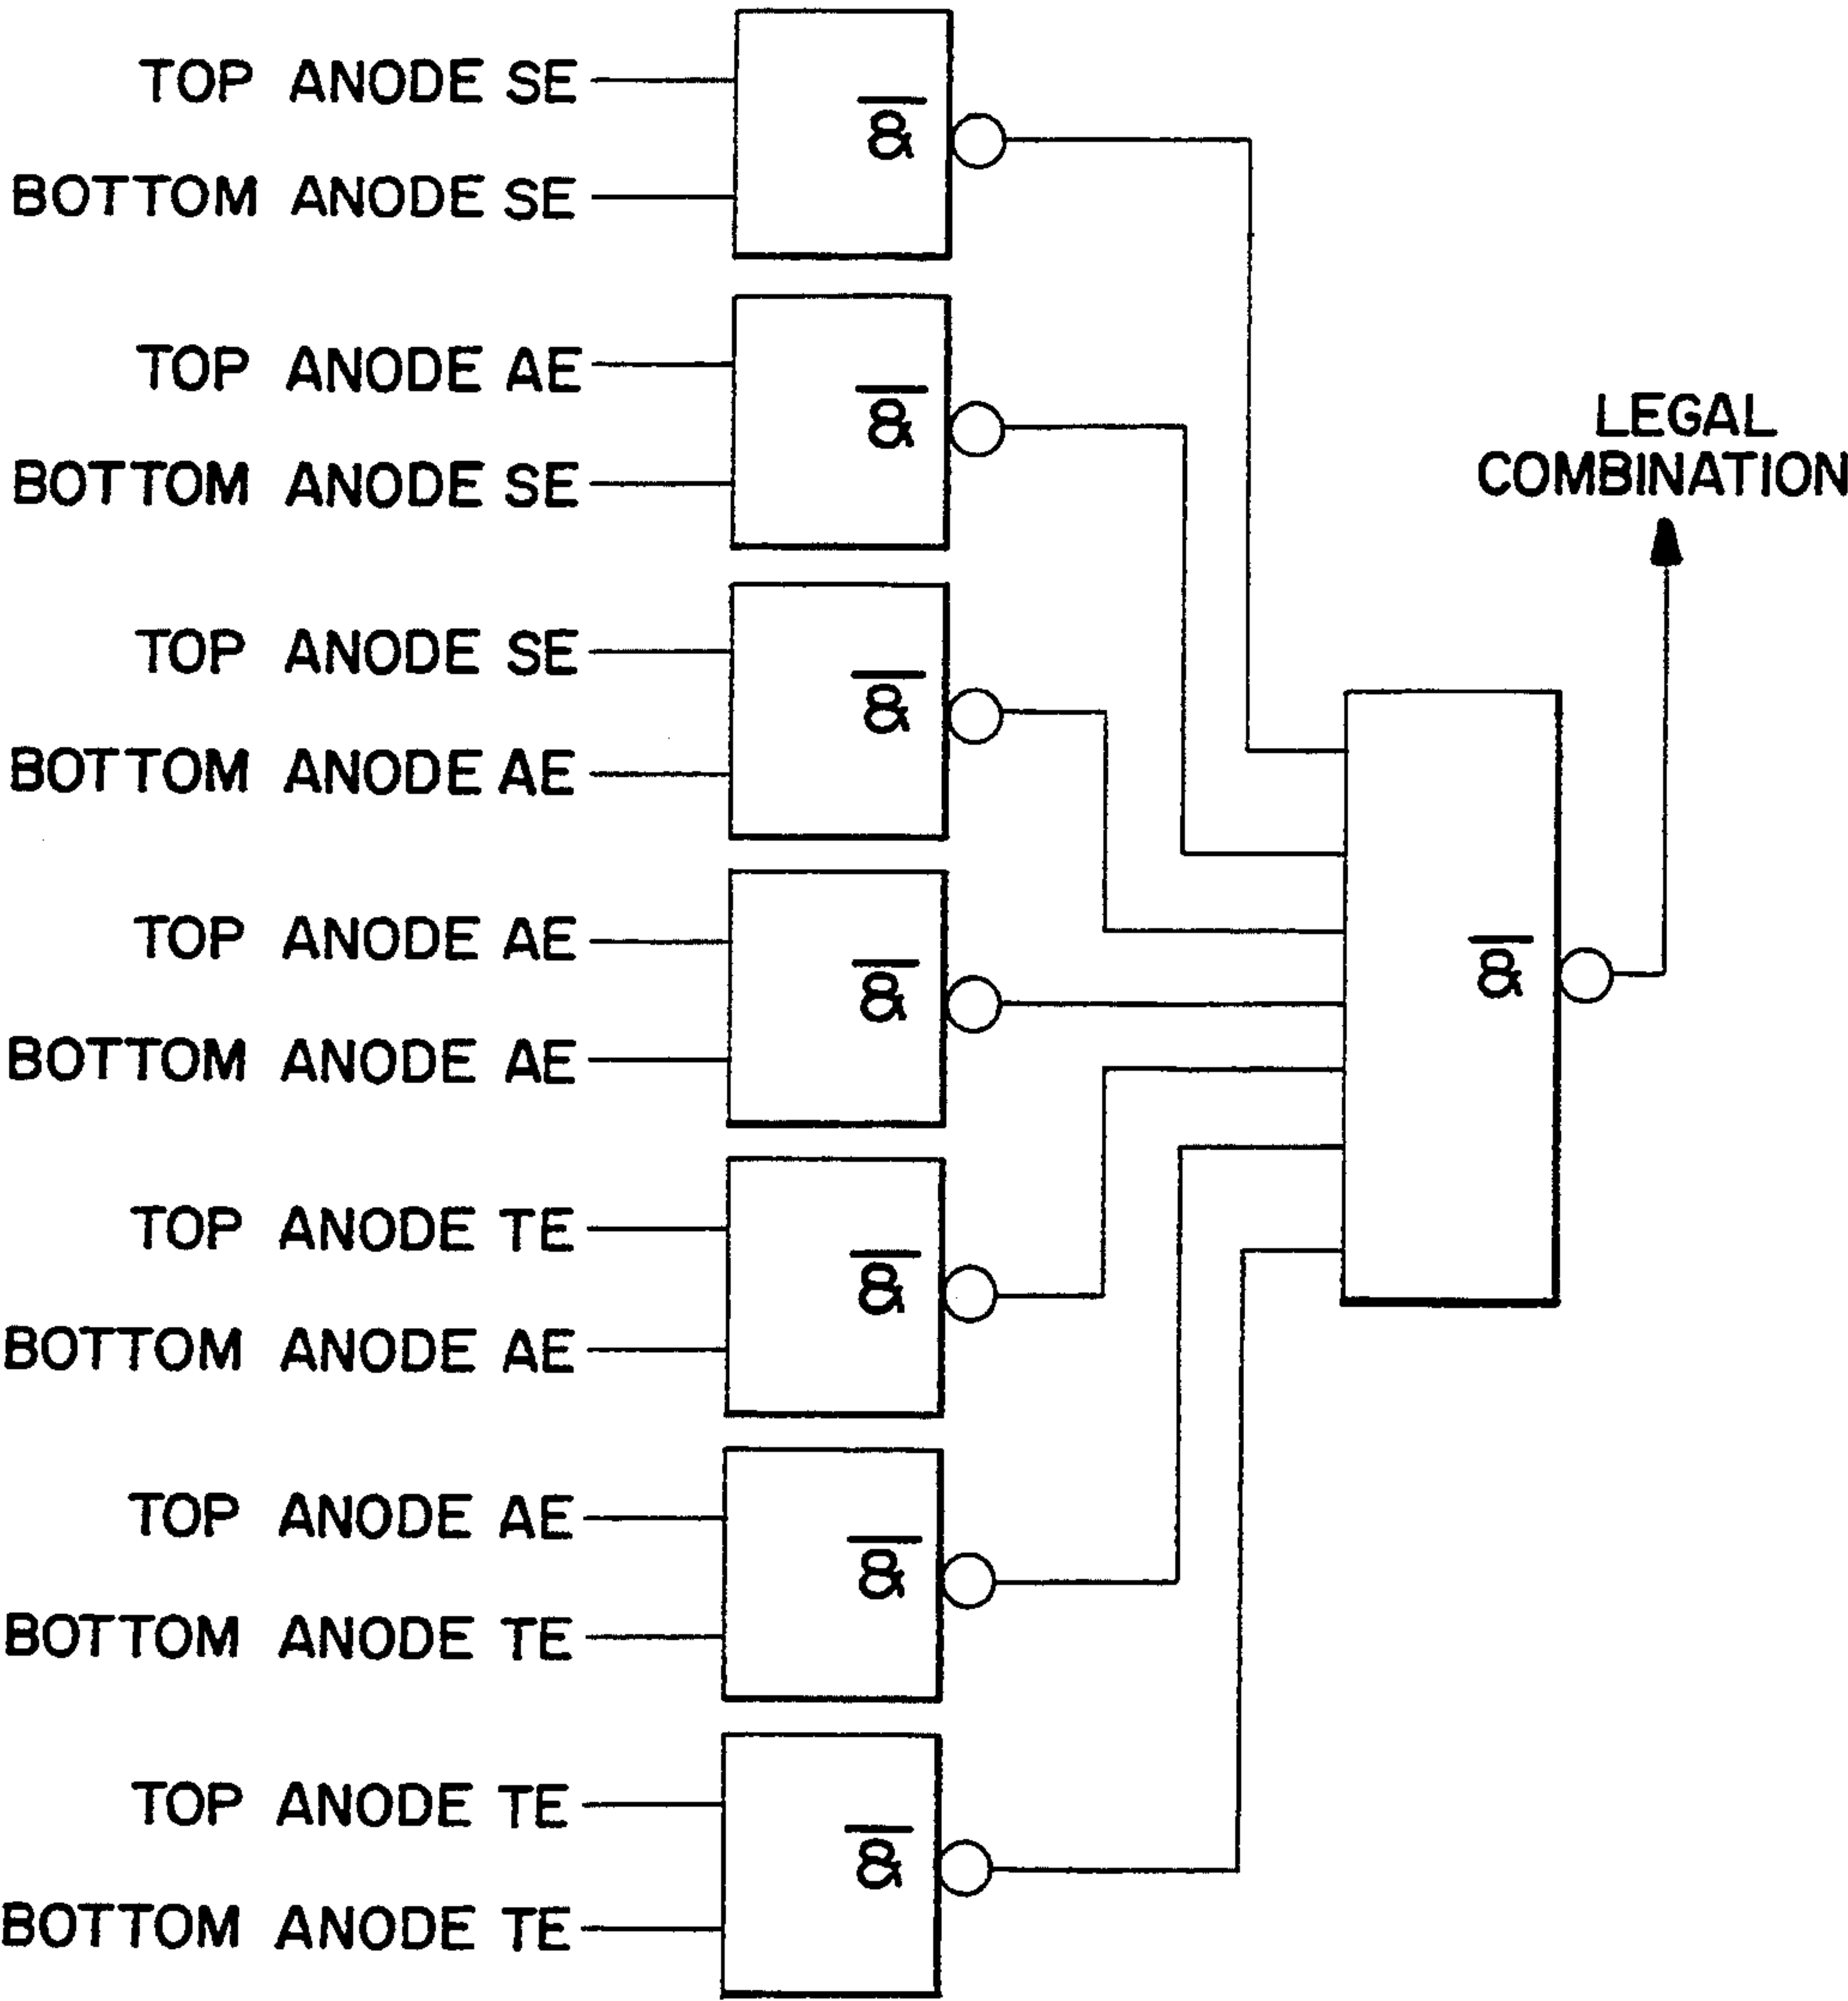 TOP ANODE SE
&
BOTTOM ANODE SE
TOP ANODE AE
&
BOTTOM ANODE SE
LEGAL
COMBINATION
TOP ANODE SE
&
BOTTOM ANODE AE
TOP ANODE AE
&
&
BOTTOM ANODE AE
TOP ANODE TE
&
BOTTOM ANODE AE
TOP ANODE AE
&
BOTTOM ANODE TE
TOP ANODE TE
&
BOTTOM ANODE TE